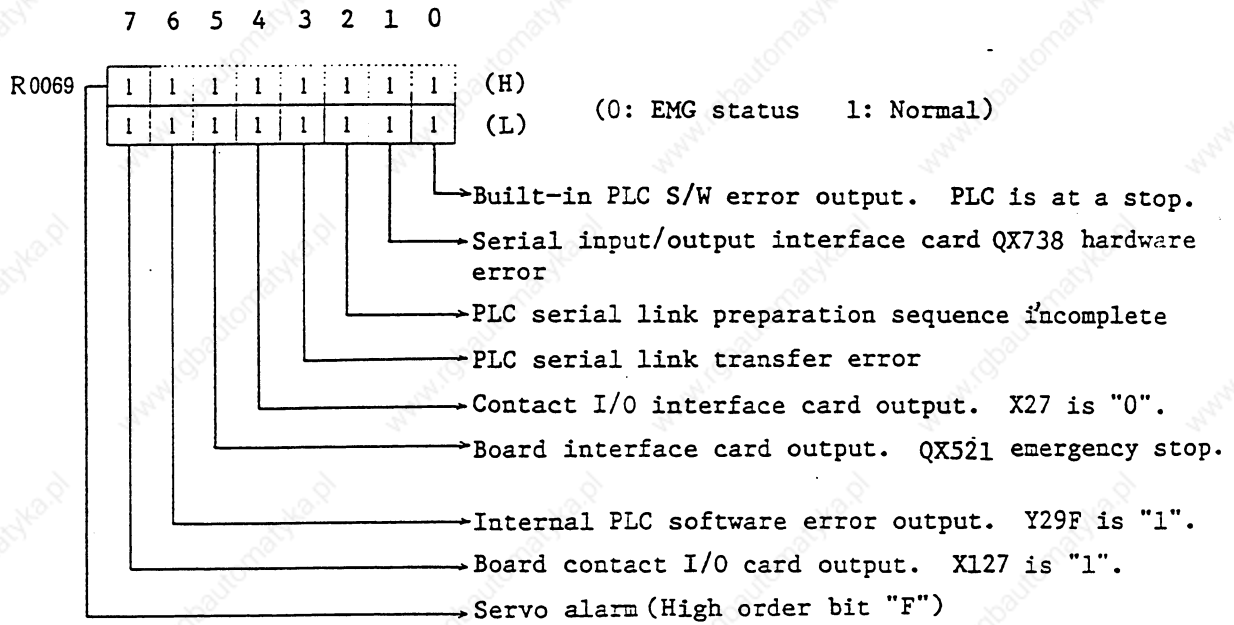 7 6 5 4 3 2 1 0
R0069 1 1 1 1 1 1 1 1 (H)
(0: EMG status 1: Normal)
1 1 1 1 1 1 1 1 (L)
Built-in PLC S/W error output. PLC is at a stop.
Serial input/output interface card QX738 hardware
error
PLC serial link preparation sequence incomplete
PLC serial link transfer error
Contact I/O interface card output. X27 is "0".
Board interface card output. QX521 emergency stop.
Internal PLC software error output. Y29F is "1".
Board contact I/O card output. X127 is "1".
Servo alarm (High order bit "F")
www.rgbautomatyka.pl